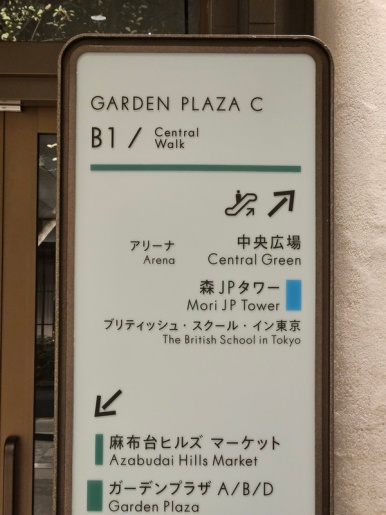 GARDEN PLAZA C
B1 / Central Walk
アリーナ 中央広場
Arena Central Green
森JPタワー
Mori JP Tower
ブリティッシュ・スクール・イン東京
The British School in Tokyo
麻布台ヒルズ マーケット
Azabudai Hills Market
ガーデンプラザ A/B/D
Garden Plaza